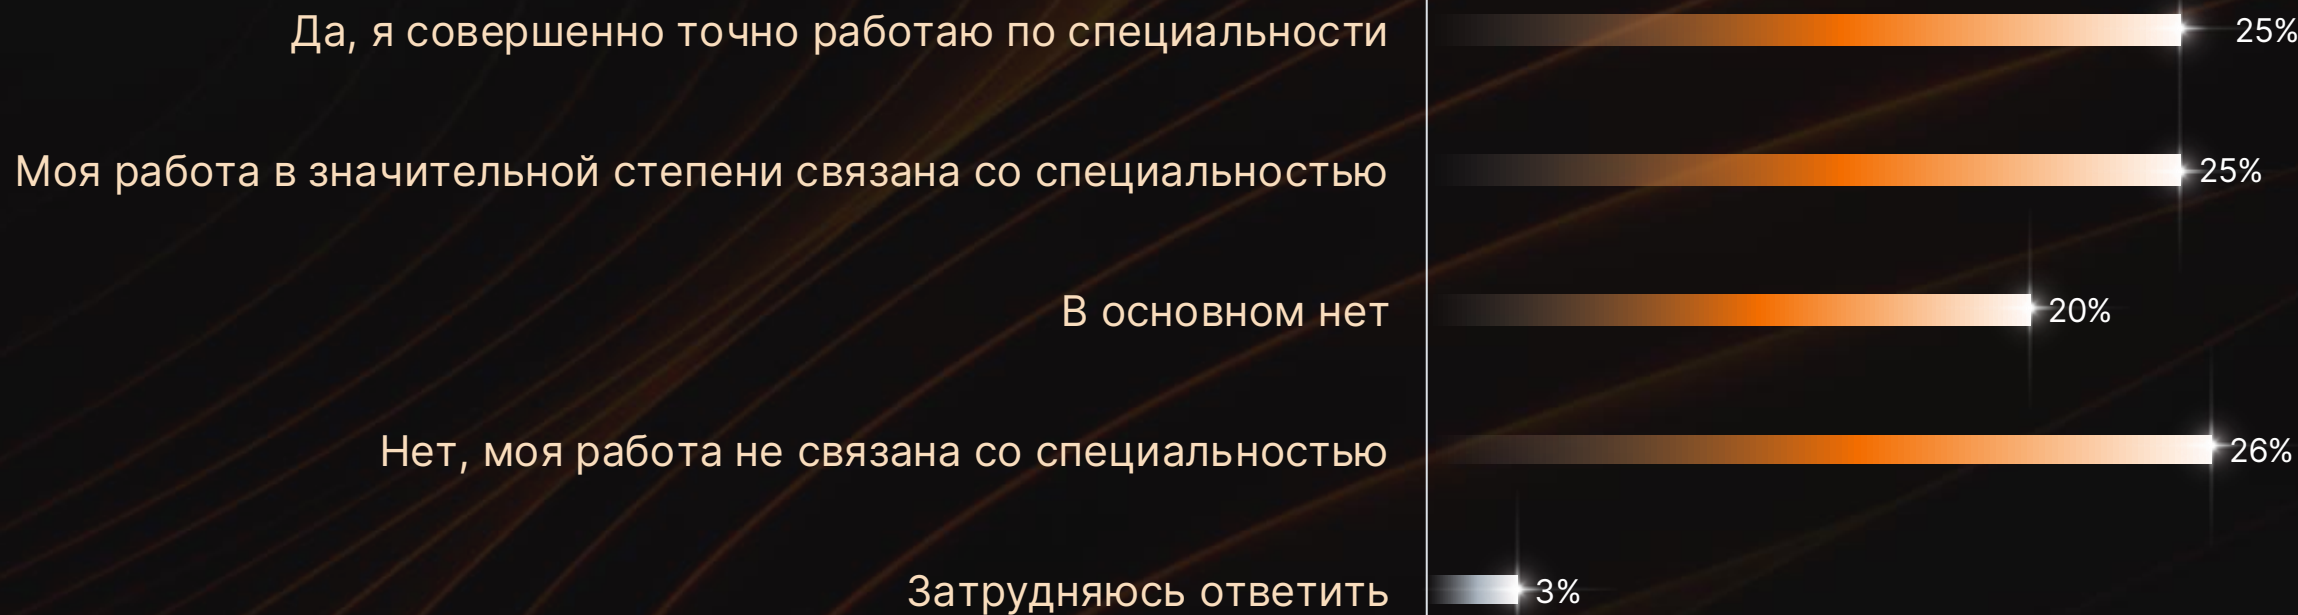 Да, я совершенно точно работаю по специальности 25%
Моя работа в значительной степени связана со специальностью 25%
В основном нет 20%
Нет, моя работа не связана со специальностью 26%
Затрудняюсь ответить 3%